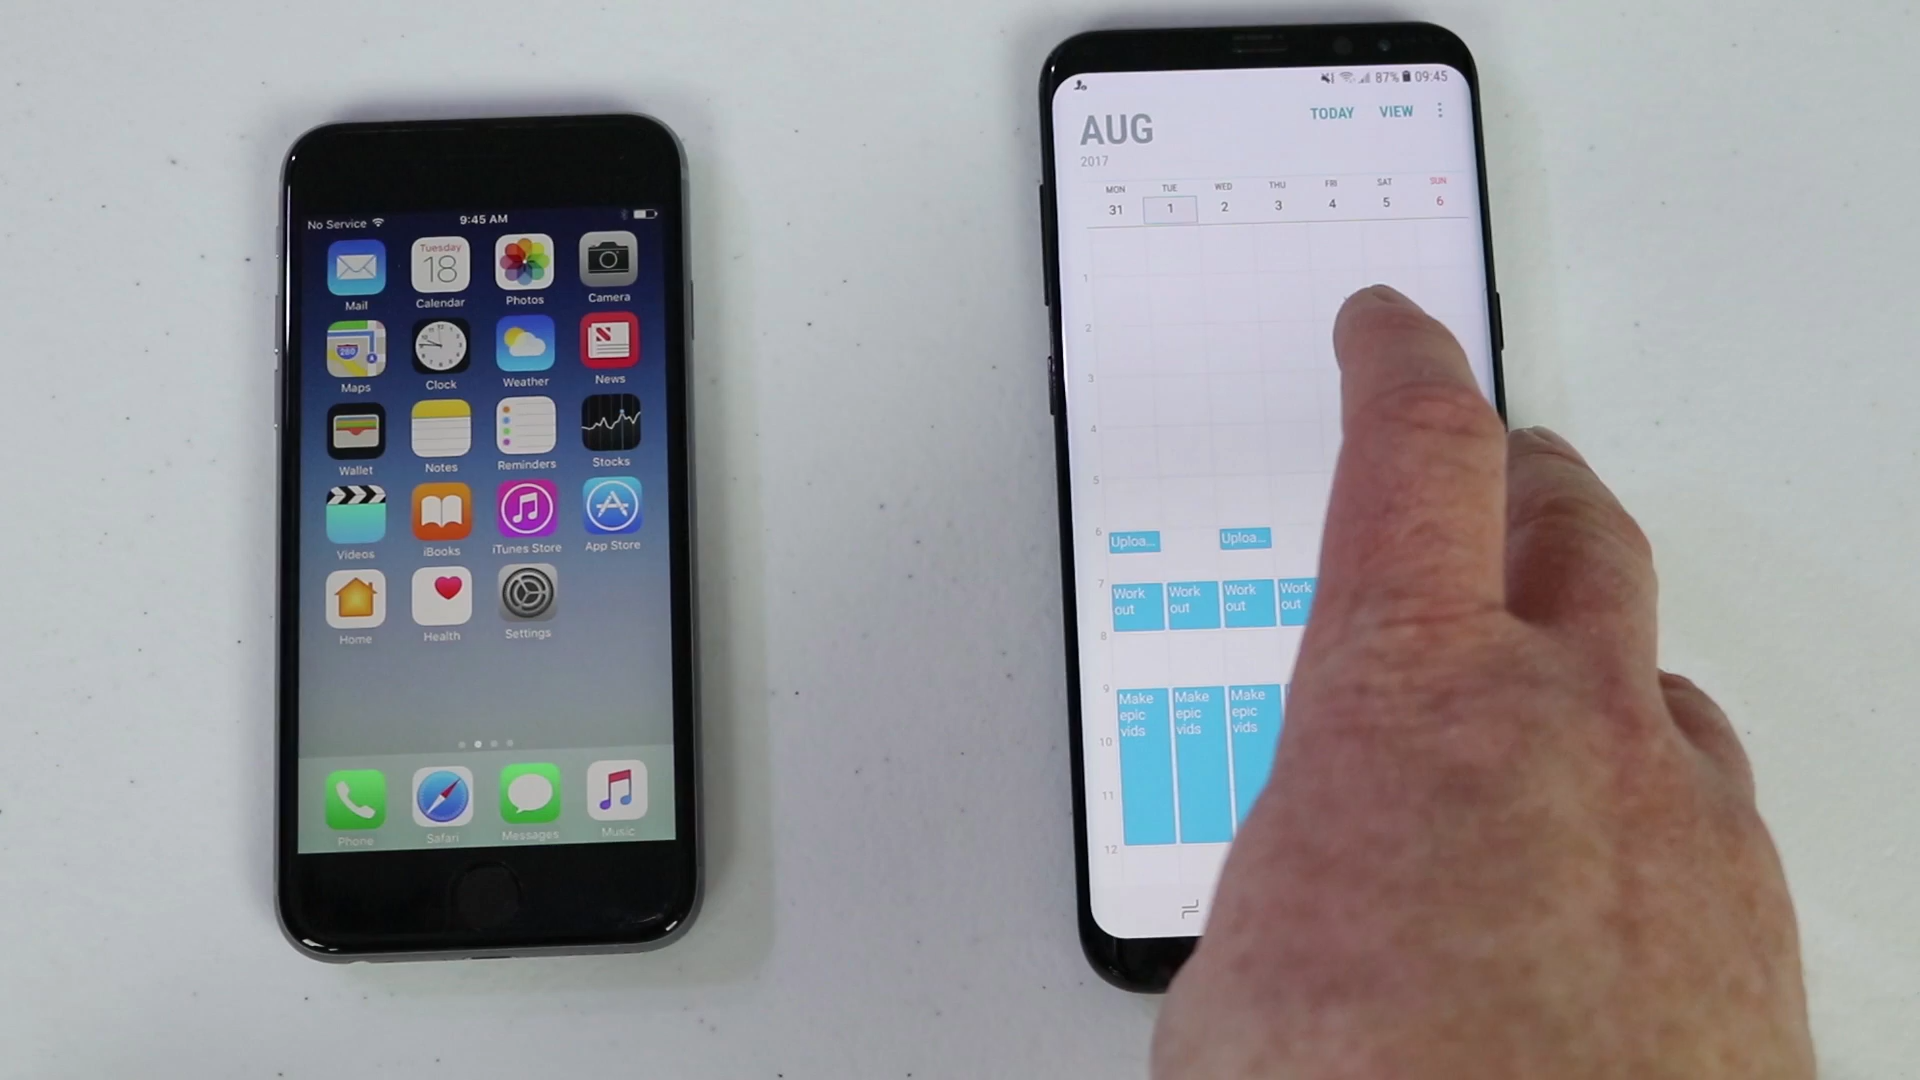 No Service 9:45 AM
Tuesday
18
Mail Calendar Photos Camera
280
Maps Clock Weather News
Wallet Notes Reminders Stocks
Videos iBooks iTunes Store App Store
Home Health Settings
Phone Safari Messages Music
87% 09:45
AUG TODAY VIEW
2017
MON TUE WED THU FRI SAT SUN
31 1 2 3 4 5 6
1
2
3
4
5
6 Uploa... Uploa...
7
Work Work Work Work
out out out out
8
9
Make Make Make
epic epic epic
vids vids vids
10
11
12